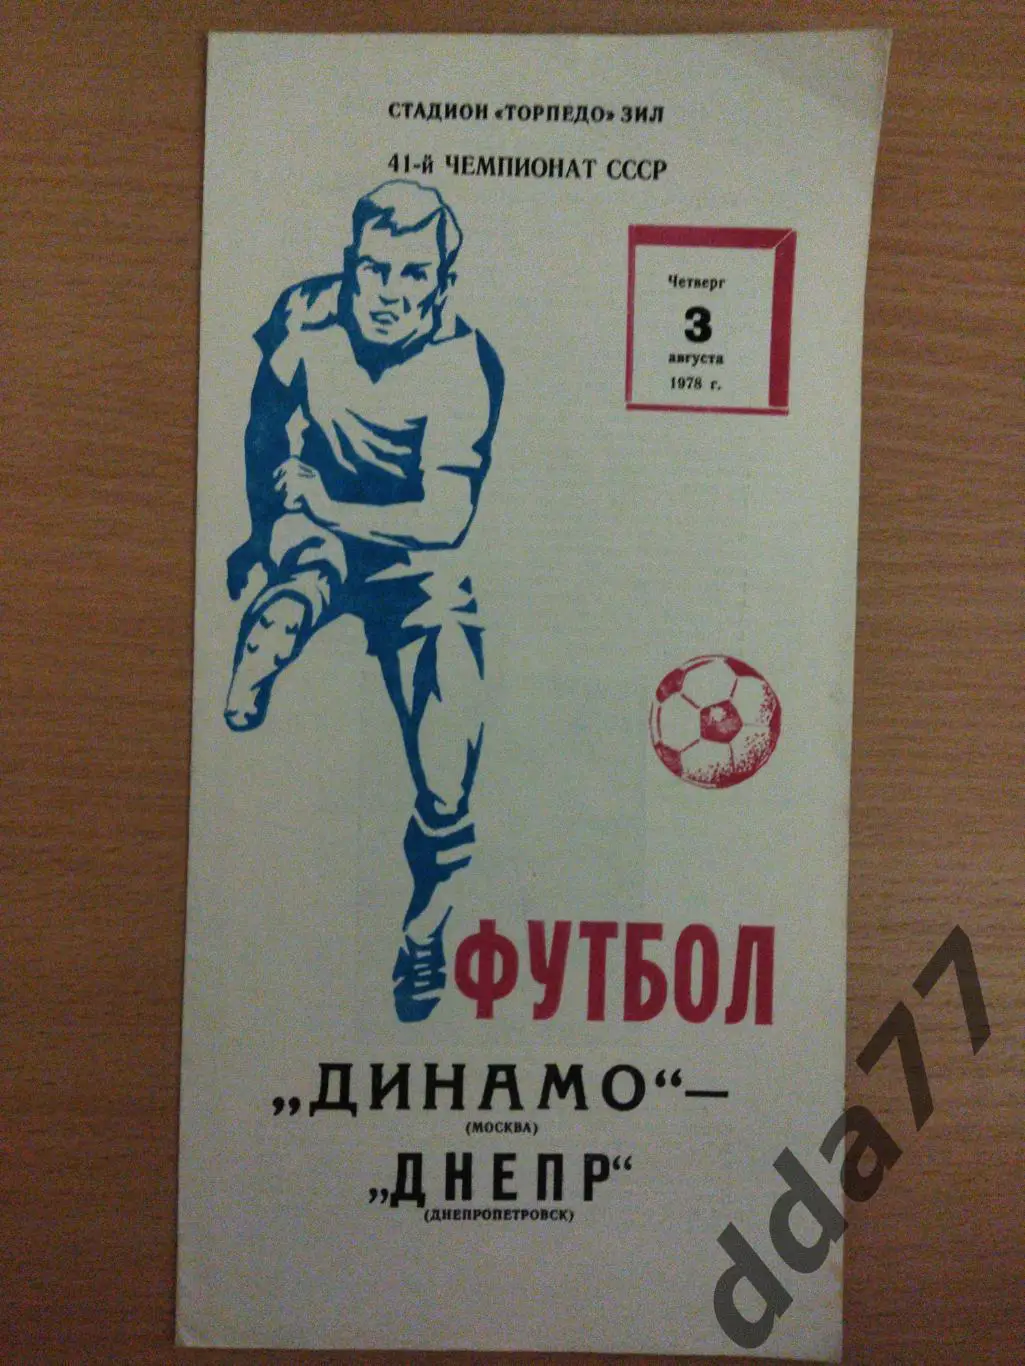 СТАДИОН «ТОРПЕДО» ЗИЛ
41-й ЧЕМПИОНАТ СССР
Четверг
3
августа
1978 г.
ФУТБОЛ
„ДИНАМО“—
(МОСКВА)
„ДНЕПР“
(ДНЕПРОПЕТРОВСК)
dda77